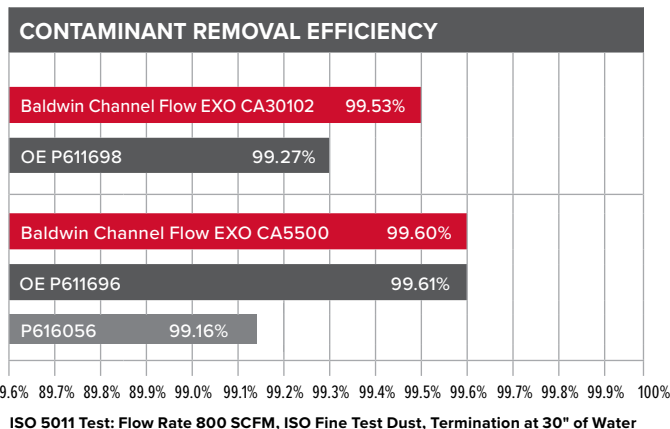 CONTAMINANT REMOVAL EFFICIENCY
Baldwin Channel Flow EXO CA30102 99.53%
OE P611698 99.27%
Baldwin Channel Flow EXO CA5500 99.60%
OE P611696 99.61%
P616056 99.16%
9.6% 89.7% 89.8% 89.9% 99.0% 99.1% 99.2% 99.3% 99.4% 99.5% 99.6% 99.7% 99.8% 99.9% 100%
ISO 5011 Test: Flow Rate 800 SCFM, ISO Fine Test Dust, Termination at 30" of Water